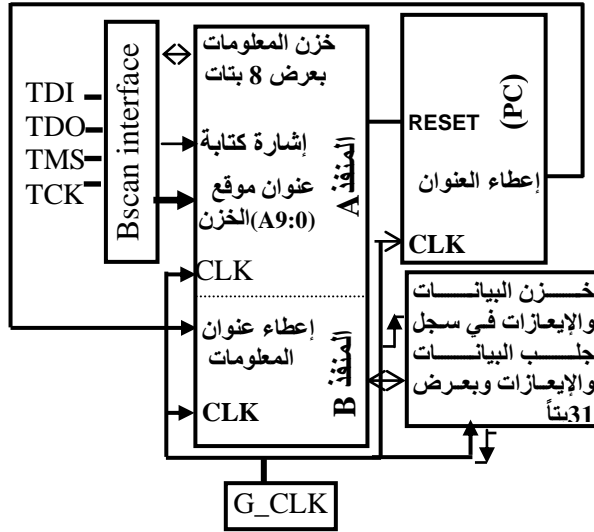 TDI
TDO
TMS
TCK
Bscan interface
خزن المعلومات
بعرض 8 بتات
إشارة كتابة
عنوان موقع
الخزن(A9:0)
CLK
المنفذ A
إعطاء عنوان
المعلومات
CLK
المنفذ B
RESET
(PC)
إعطاء العنوان
CLK
خزن البيانات
والإيعازات في سجل
جلب البيانات
والإيعازات وبعرض
31بتاً
G_CLK